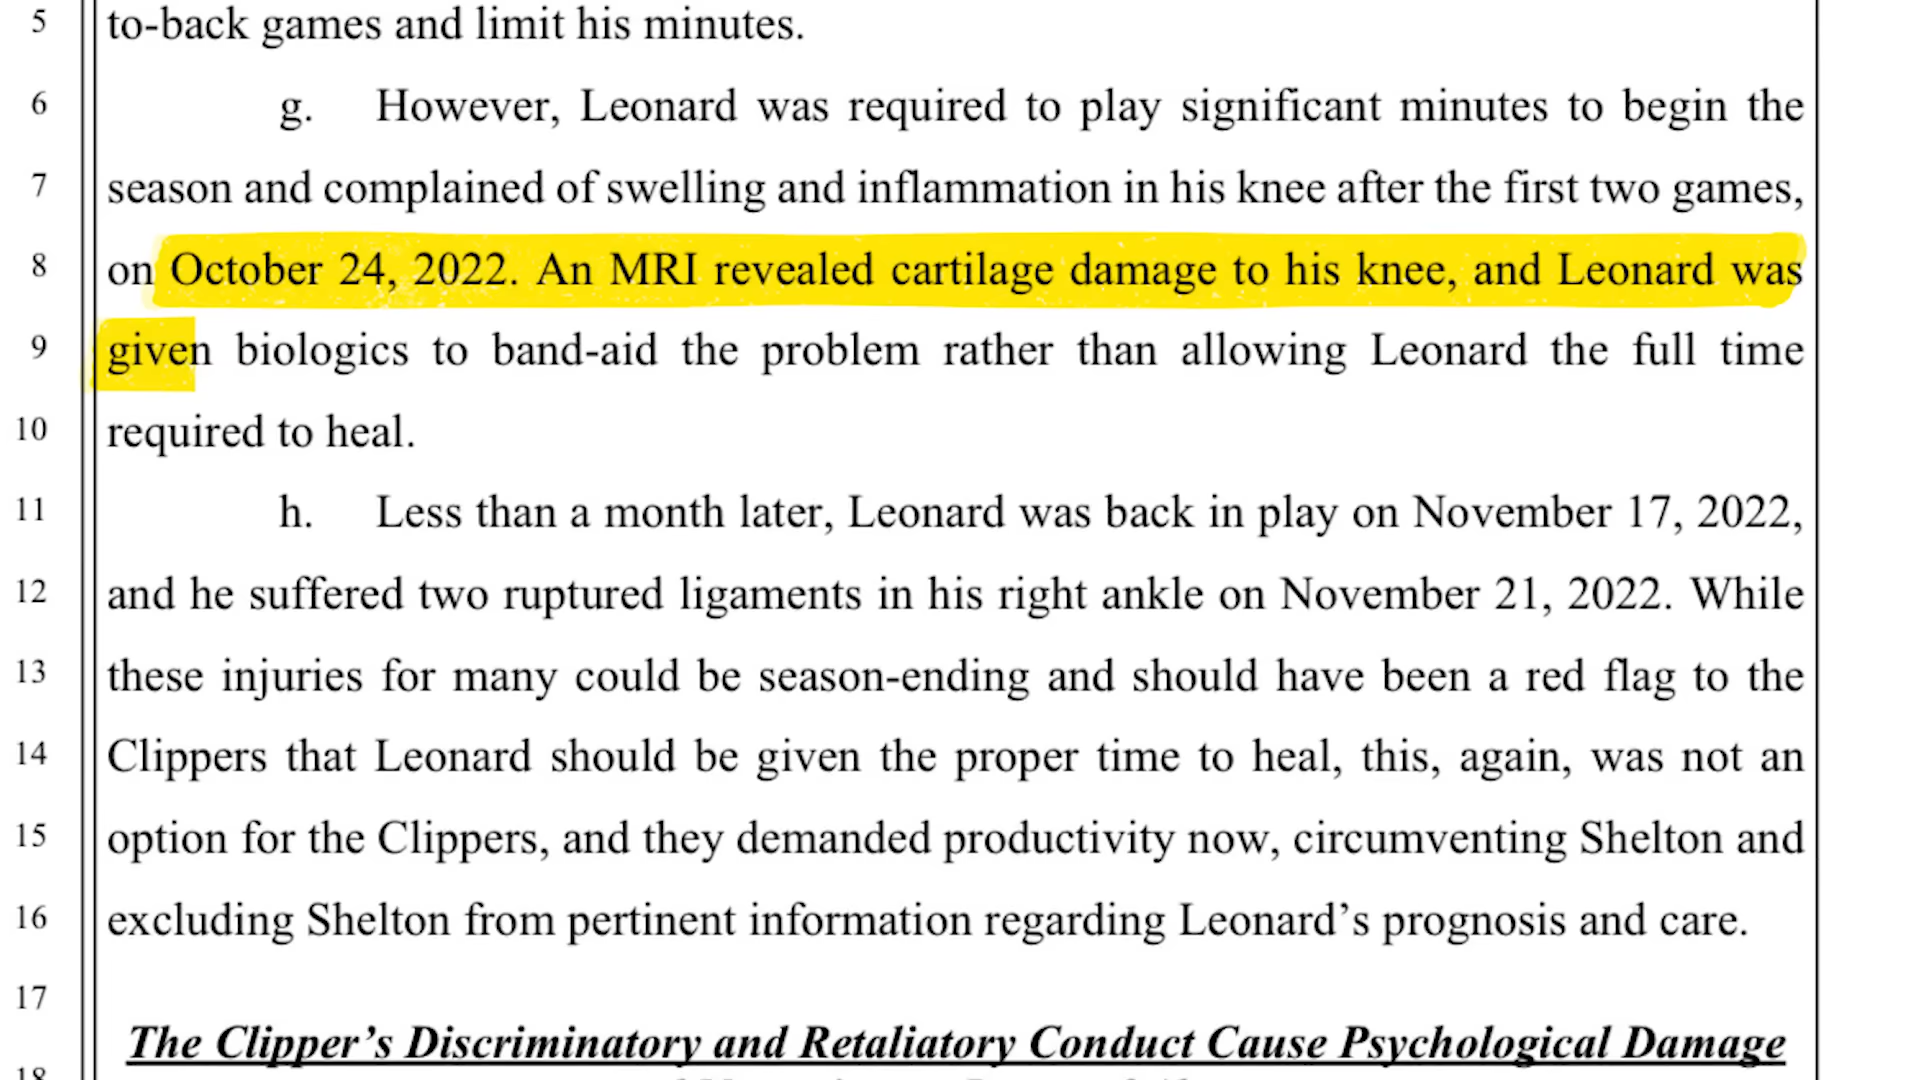 5 to-back games and limit his minutes.
6 g. However, Leonard was required to play significant minutes to begin the
7 season and complained of swelling and inflammation in his knee after the first two games,
8 on October 24, 2022. An MRI revealed cartilage damage to his knee, and Leonard was
9 given biologics to band-aid the problem rather than allowing Leonard the full time
10 required to heal.
11 h. Less than a month later, Leonard was back in play on November 17, 2022,
12 and he suffered two ruptured ligaments in his right ankle on November 21, 2022. While
13 these injuries for many could be season-ending and should have been a red flag to the
14 Clippers that Leonard should be given the proper time to heal, this, again, was not an
15 option for the Clippers, and they demanded productivity now, circumventing Shelton and
16 excluding Shelton from pertinent information regarding Leonard’s prognosis and care.
17
The Clipper’s Discriminatory and Retaliatory Conduct Cause Psychological Damage
18